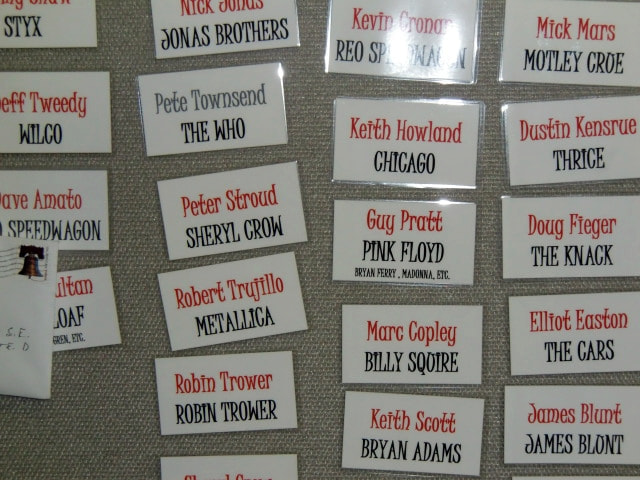 Shaw
STYX
Jeff Tweedy
WILCO
Dave Amato
SPEEDWAGON
LOAF
ETC.
S.E.
Nick Jonas
JONAS BROTHERS
Pete Townsend
THE WHO
Peter Stroud
SHERYL CROW
Robert Trujillo
METALLICA
Robin Trower
ROBIN TROWER
Kevin Cronan
REO SPEEDWAGON
Keith Howland
CHICAGO
Guy Pratt
PINK FLOYD
BRYAN FERRY, MADONNA, ETC.
Marc Copley
BILLY SQUIRE
Keith Scott
BRYAN ADAMS
Mick Mars
MOTLEY CRUE
Dustin Kensrue
THRICE
Doug Fieger
THE KNACK
Elliot Easton
THE CARS
James Blunt
JAMES BLUNT